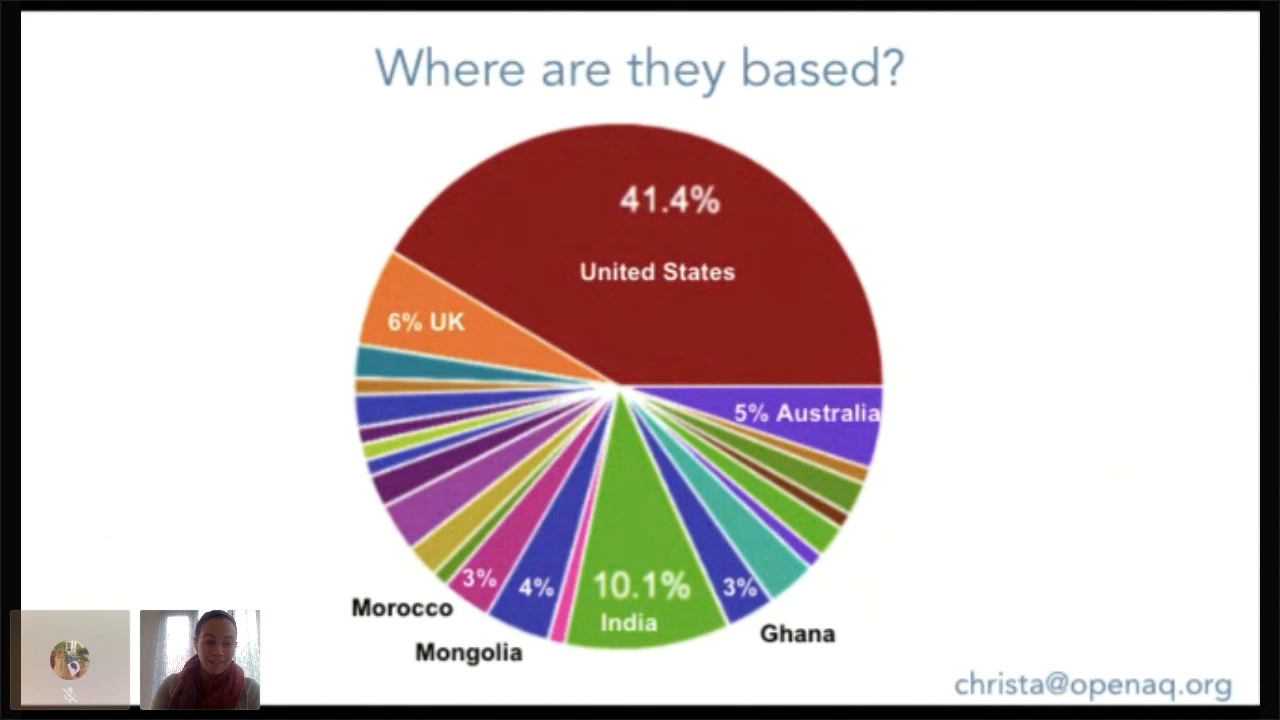 Where are they based?
41.4%
United States
6% UK
5% Australia
3%
4%
10.1%
India
3%
Morocco
Mongolia
Ghana
christa@openaq.org